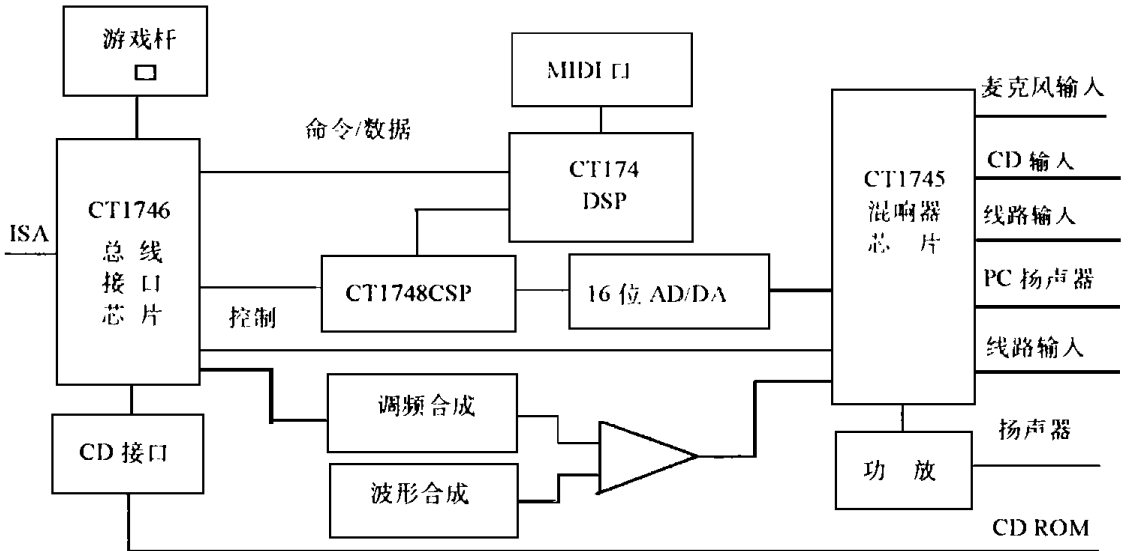 游戏杆
MIDI 口
麦克风输入
命令/数据
CT174
DSP
CD 输入
CT1745
混响器
芯 片
CT1746
总 线
接 口
芯 片
ISA
线路输入
CT1748CSP
16 位 AD/DA
PC 扬声器
控制
线路输入
调频合成
扬声器
CD 接口
功 放
波形合成
CD ROM